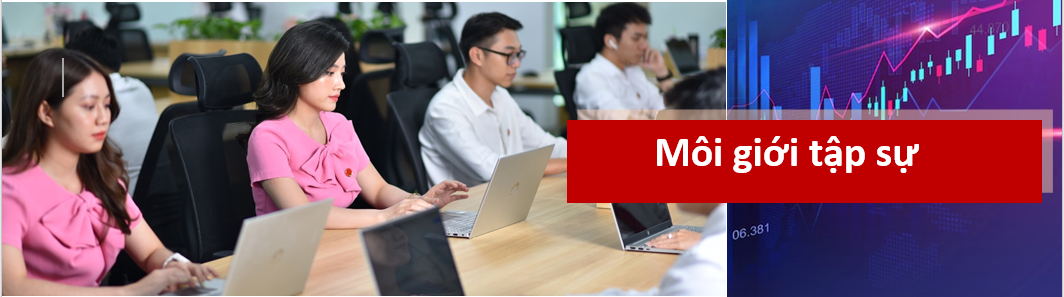 Môi giới tập sự
06.381